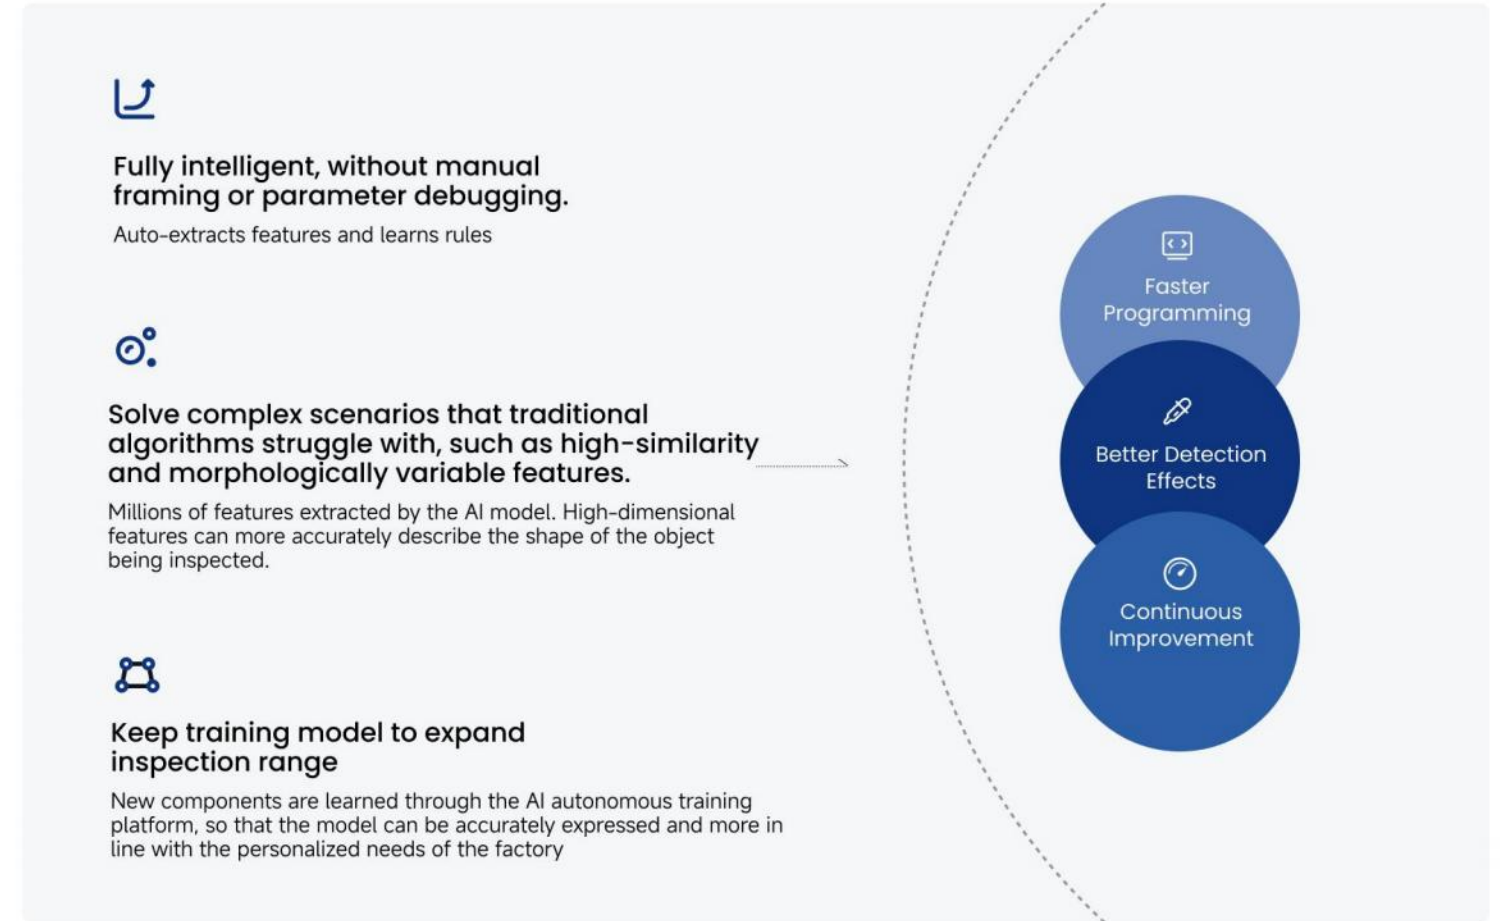 Fully intelligent, without manual
framing or parameter debugging.
Auto-extracts features and learns rules
Solve complex scenarios that traditional
algorithms struggle with, such as high-similarity
and morphologically variable features.
Millions of features extracted by the AI model. High-dimensional
features can more accurately describe the shape of the object
being inspected.
Keep training model to expand
inspection range
New components are learned through the AI autonomous training
platform, so that the model can be accurately expressed and more in
line with the personalized needs of the factory
Faster
Programming
Better Detection
Effects
Continuous
Improvement